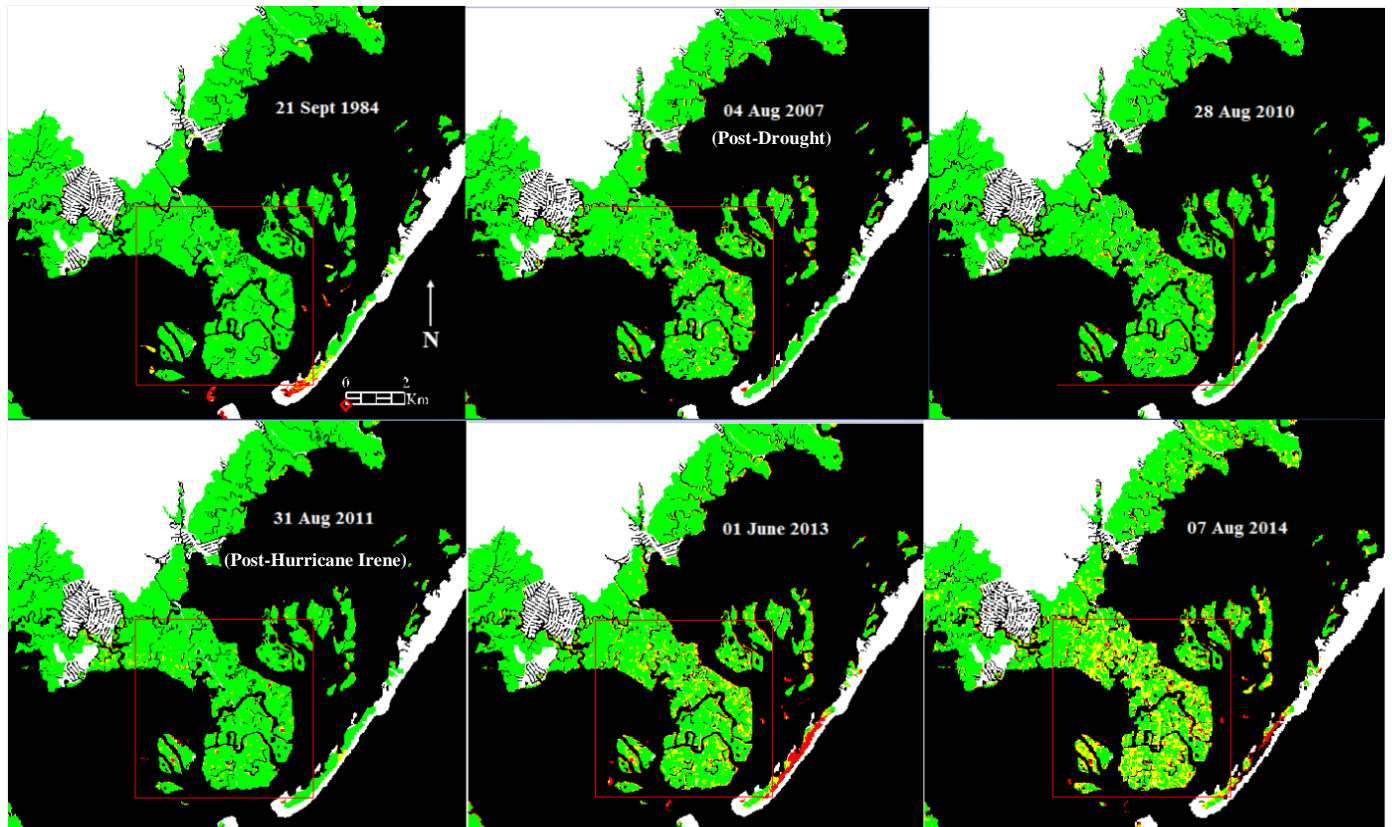 21 Sept 1984
04 Aug 2007
(Post-Drought)
28 Aug 2010
N
0 2
Km
31 Aug 2011
(Post-Hurricane Irene)
01 June 2013
07 Aug 2014